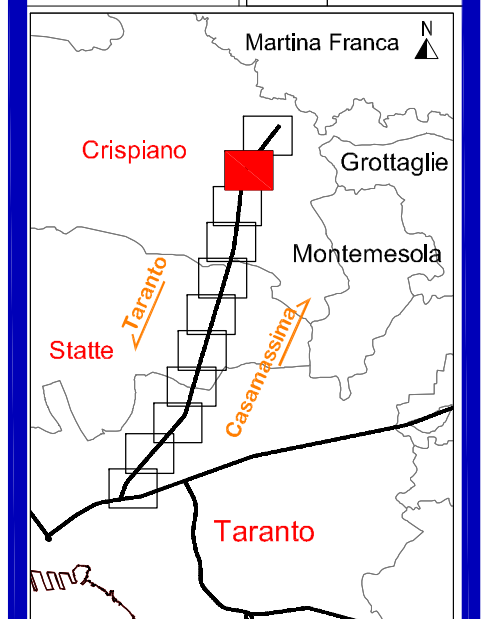 N
Martina Franca
Crispiano
Grottaglie
Montemesola
Taranto
Statte
Casamassima
Taranto